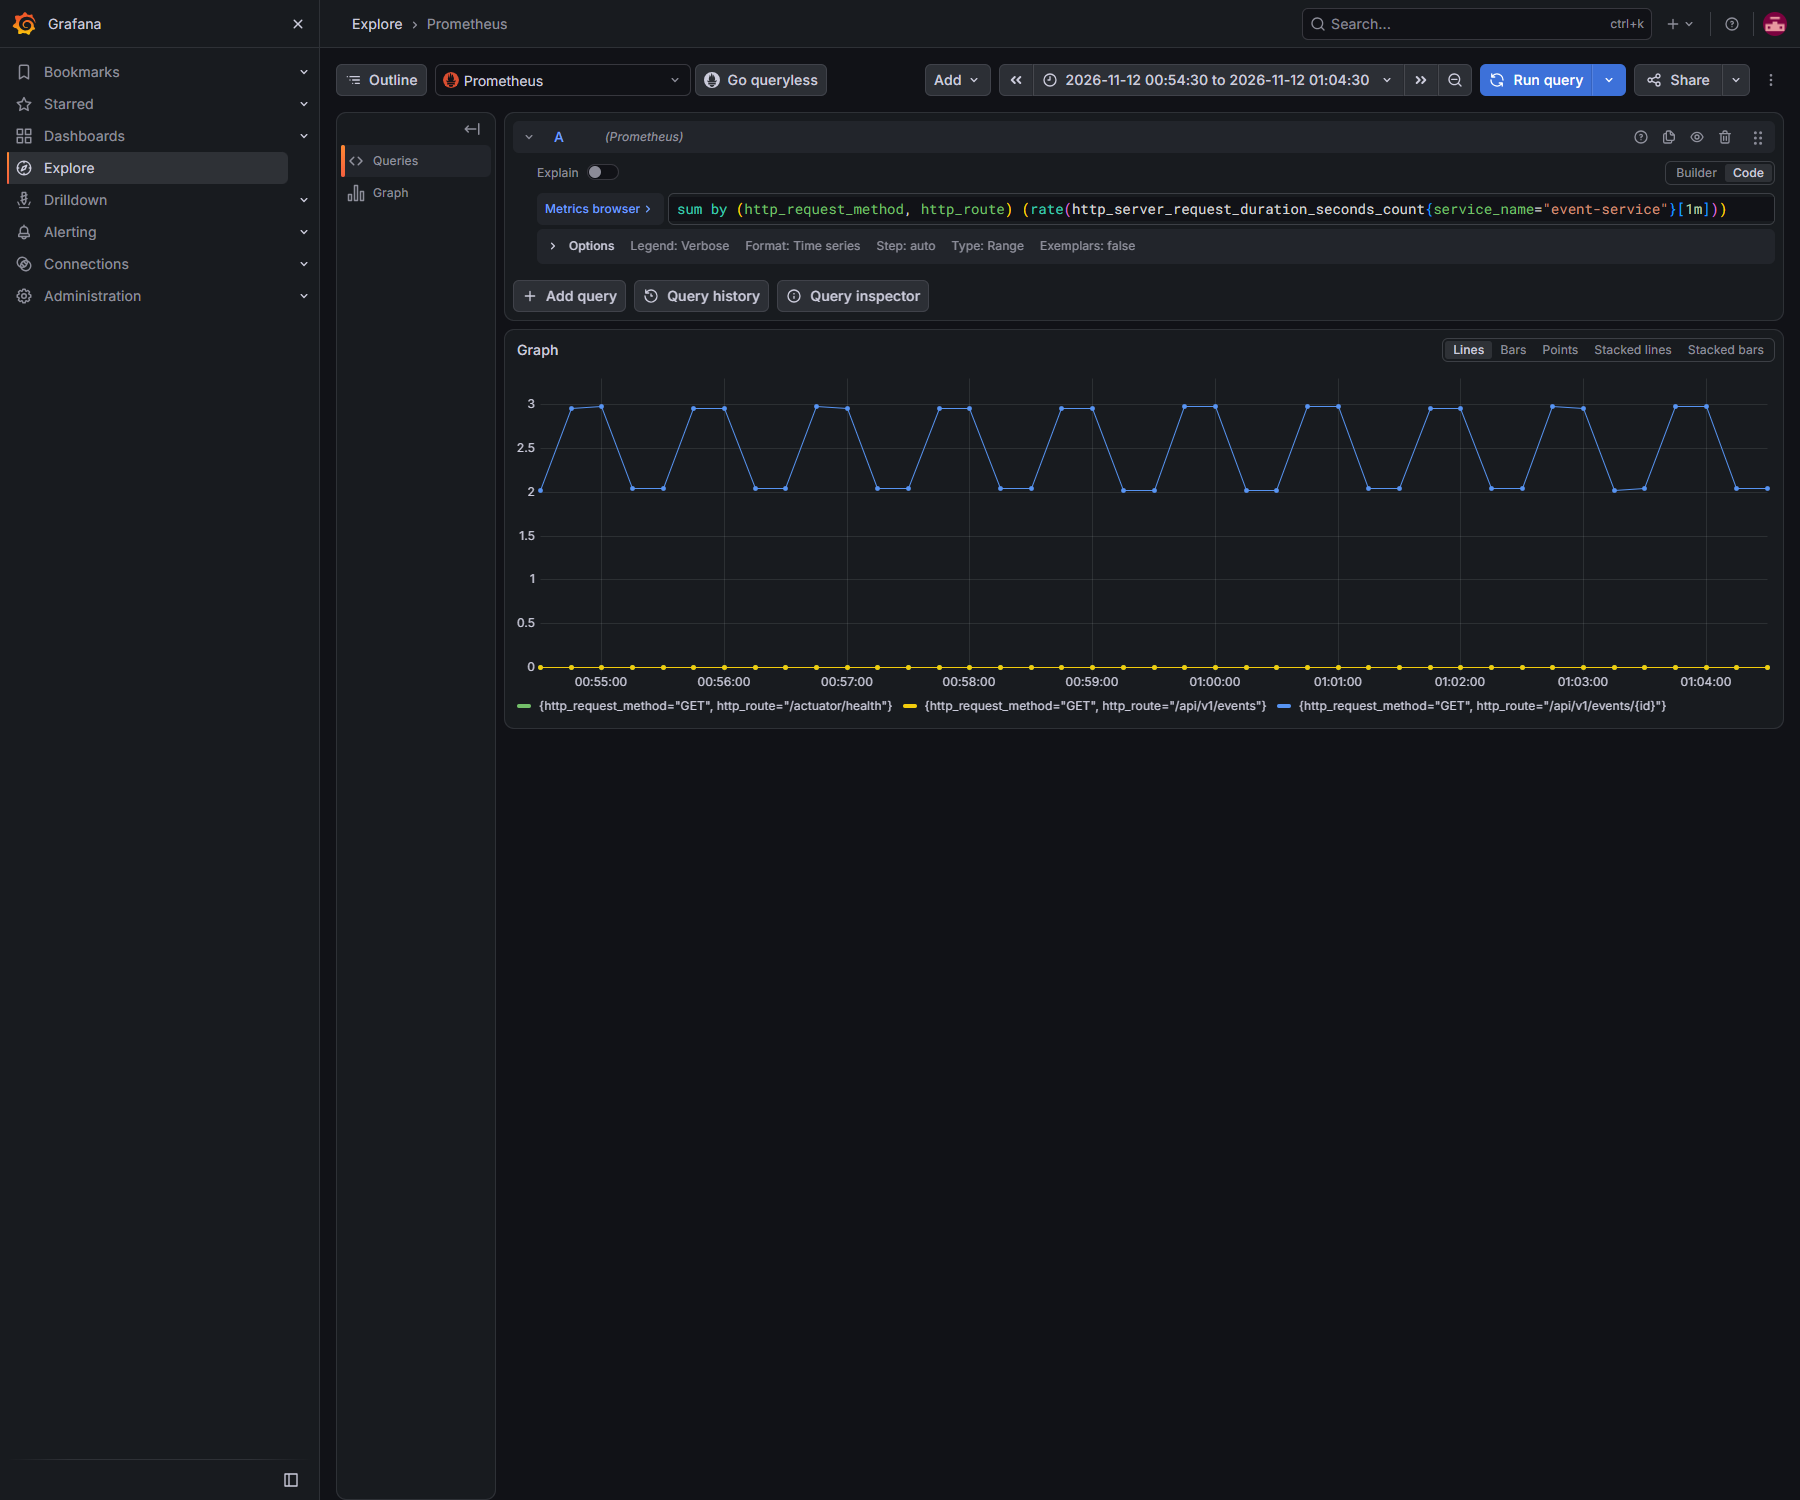 Grafana
Explore › Prometheus
Search...
ctrl+k
Bookmarks
Starred
Dashboards
Explore
Drilldown
Alerting
Connections
Administration
Outline
Prometheus
Go queryless
Add
2026-11-12 00:54:30 to 2026-11-12 01:04:30
Run query
Share
Queries
Graph
A (Prometheus)
Explain
Builder Code
Metrics browser
sum by (http_request_method, http_route) (rate(http_server_request_duration_seconds_count{service_name="event-service"}[1m]))
Options Legend: Verbose Format: Time series Step: auto Type: Range Exemplars: false
+ Add query
Query history
Query inspector
Graph
Lines Bars Points Stacked lines Stacked bars
3
2.5
2
1.5
1
0.5
0
00:55:00 00:56:00 00:57:00 00:58:00 00:59:00 01:00:00 01:01:00 01:02:00 01:03:00 01:04:00
{http_request_method="GET", http_route="/actuator/health"} {http_request_method="GET", http_route="/api/v1/events"} {http_request_method="GET", http_route="/api/v1/events/{id}"}